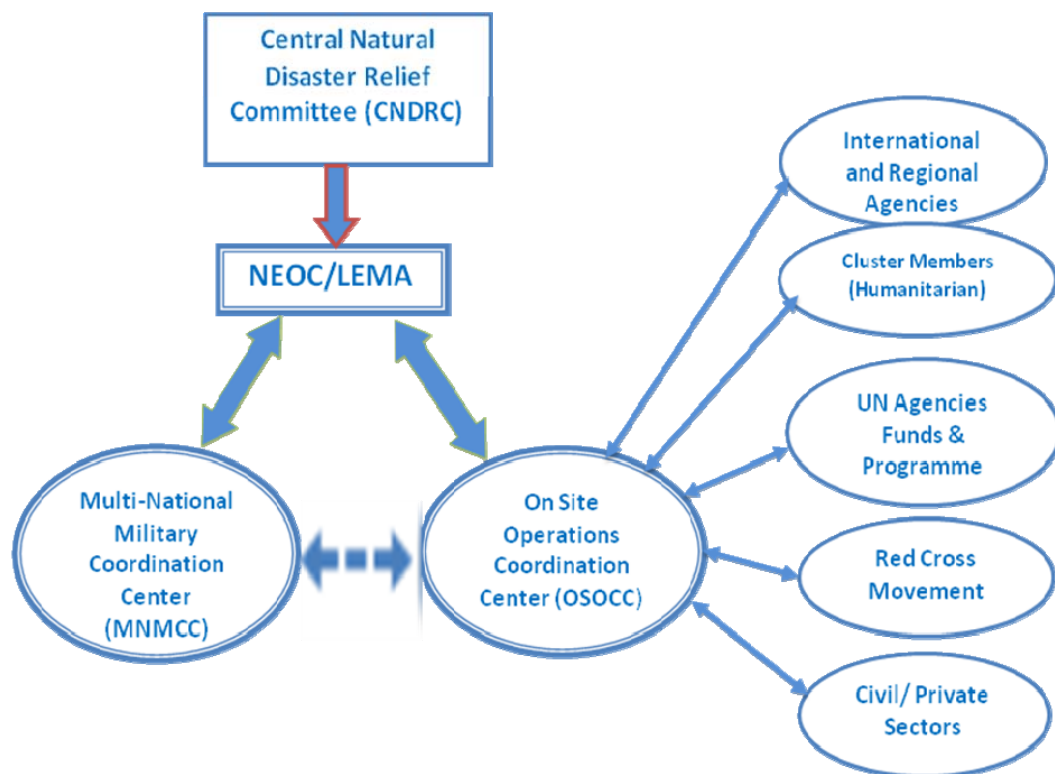 Central Natural
Disaster Relief
Committee (CNDRC)
NEOC/LEMA
Multi-National
Military
Coordination
Center
(MNMCC)
On Site
Operations
Coordination
Center (OSOCC)
International
and Regional
Agencies
Cluster Members
(Humanitarian)
UN Agencies
Funds &
Programme
Red Cross
Movement
Civil/ Private
Sectors